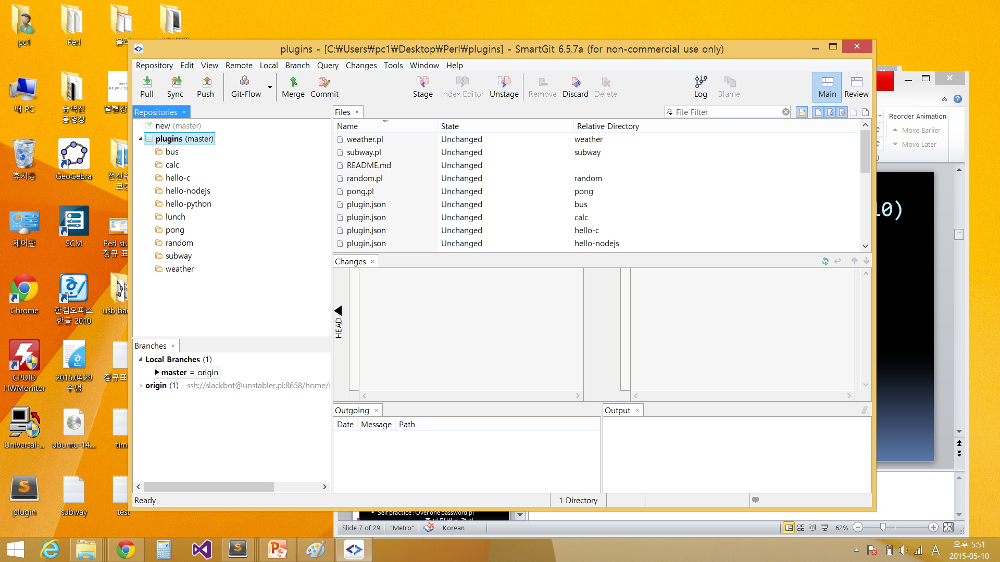 pc1
Perl
내 PC
송역진
동영상
열혈강
휴지통
GeoGebra
전산수
코딩
제어판
SCM
Perl stu
정규 표
Chrome
한컴오피스
한글 2010
usb bac
CPUID
HWMonitor
2015.04.29
수업
정규표
Universal-...
ubuntu-14....
tim
plugin
subway
test
plugins - [C:₩Users₩pc1₩Desktop₩Perl₩plugins] - SmartGit 6.5.7a (for non-commercial use only)
Repository Edit View Remote Local Branch Query Changes Tools Window Help
Pull Sync Push Git-Flow Merge Commit Stage Index Editor Unstage Remove Discard Delete Log Blame Main Review
Repositories
new (master)
plugins (master)
bus
calc
hello-c
hello-nodejs
hello-python
lunch
pong
random
subway
weather
Files
File Filter
Name State Relative Directory
weather.pl Unchanged weather
subway.pl Unchanged subway
README.md Unchanged
random.pl Unchanged random
pong.pl Unchanged pong
plugin.json Unchanged bus
plugin.json Unchanged calc
plugin.json Unchanged hello-c
plugin.json Unchanged hello-nodejs
Changes
HEAD
Branches
Local Branches (1)
master = origin
origin (1) - ssh://slackbot@unstabler.pl:8658/home/s
Outgoing
Date Message Path
Output
Ready
1 Directory
Reorder Animation
Move Earlier
Move Later
10)
Self practice : Over one password.pl
Slide 7 of 29 "Metro" Korean 62%
A
오후 5:51
2015-05-10